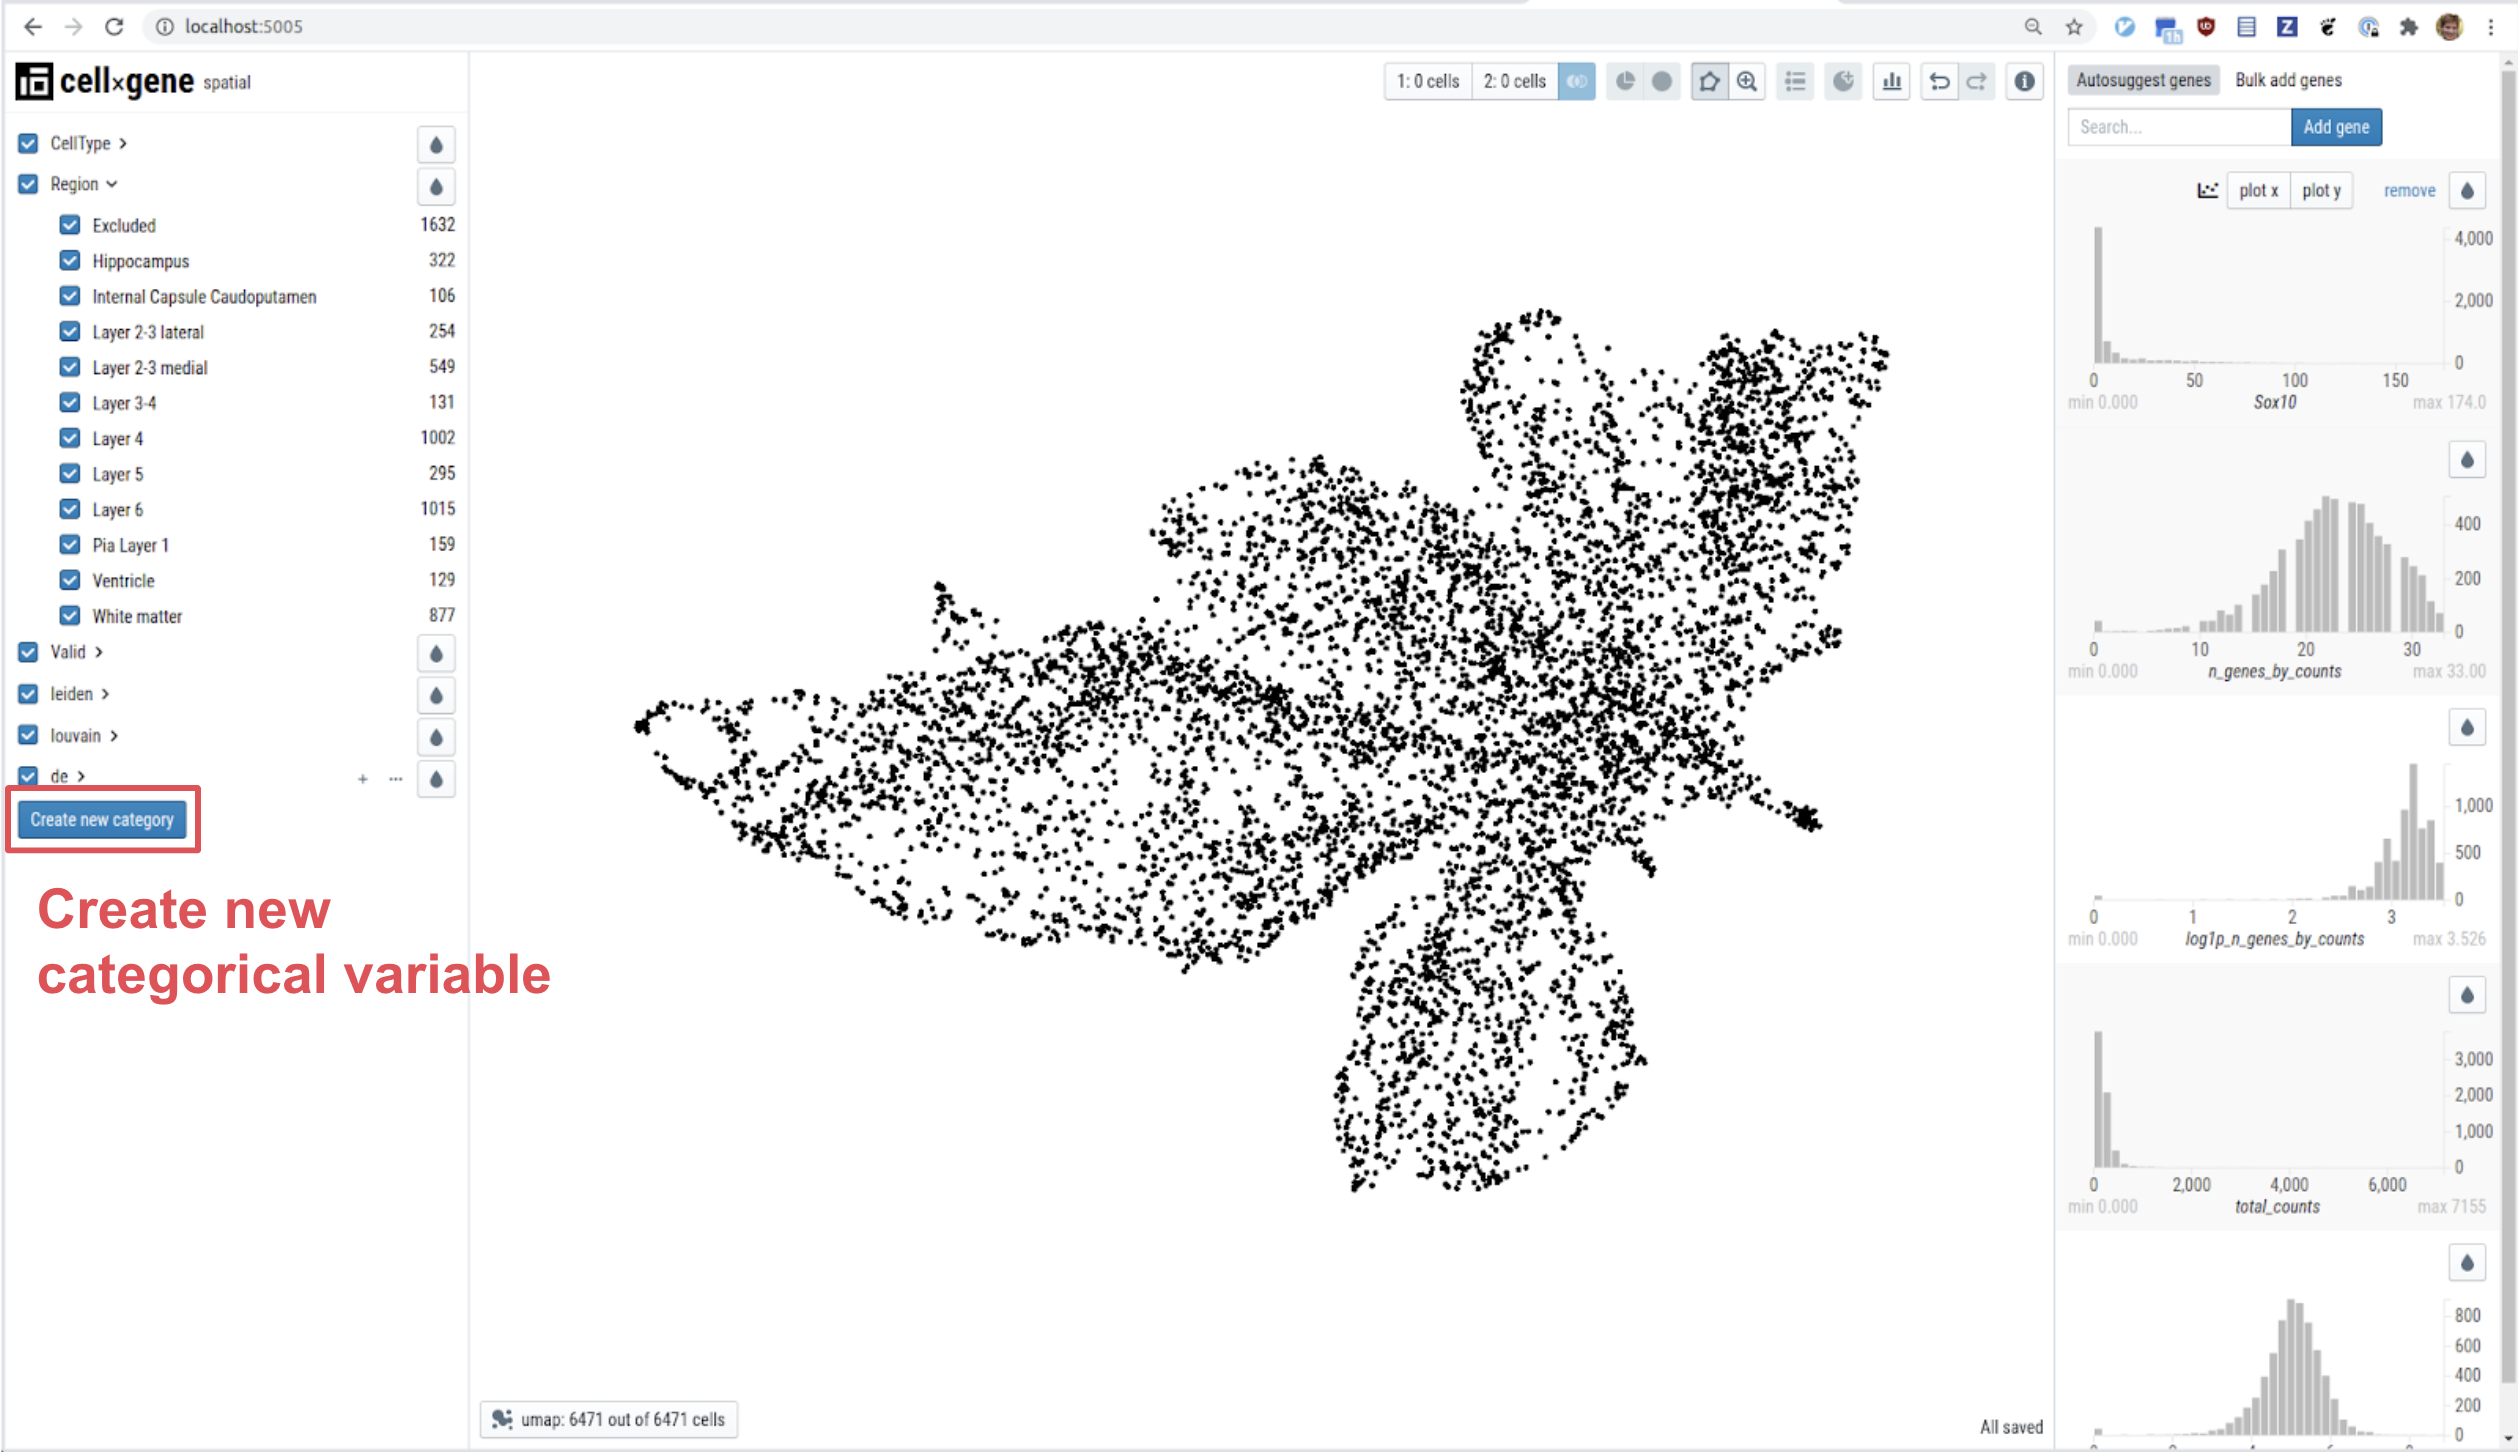 localhost:5005
1h
cell×gene spatial
1: 0 cells 2: 0 cells
Autosuggest genes Bulk add genes
Search... Add gene
CellType
Region
Excluded 1632
Hippocampus 322
Internal Capsule Caudoputamen 106
Layer 2-3 lateral 254
Layer 2-3 medial 549
Layer 3-4 131
Layer 4 1002
Layer 5 295
Layer 6 1015
Pia Layer 1 159
Ventricle 129
White matter 877
Valid
leiden
louvain
de + ...
Create new category
Create new
categorical variable
umap: 6471 out of 6471 cells
All saved
plot x plot y remove
4,000
2,000
0
0 50 100 150
min 0.000 Sox10 max 174.0
400
200
0
0 10 20 30
min 0.000 n_genes_by_counts max 33.00
1,000
500
0
0 1 2 3
min 0.000 log1p_n_genes_by_counts max 3.526
3,000
2,000
1,000
0
0 2,000 4,000 6,000
min 0.000 total_counts max 7155
800
600
400
200
0